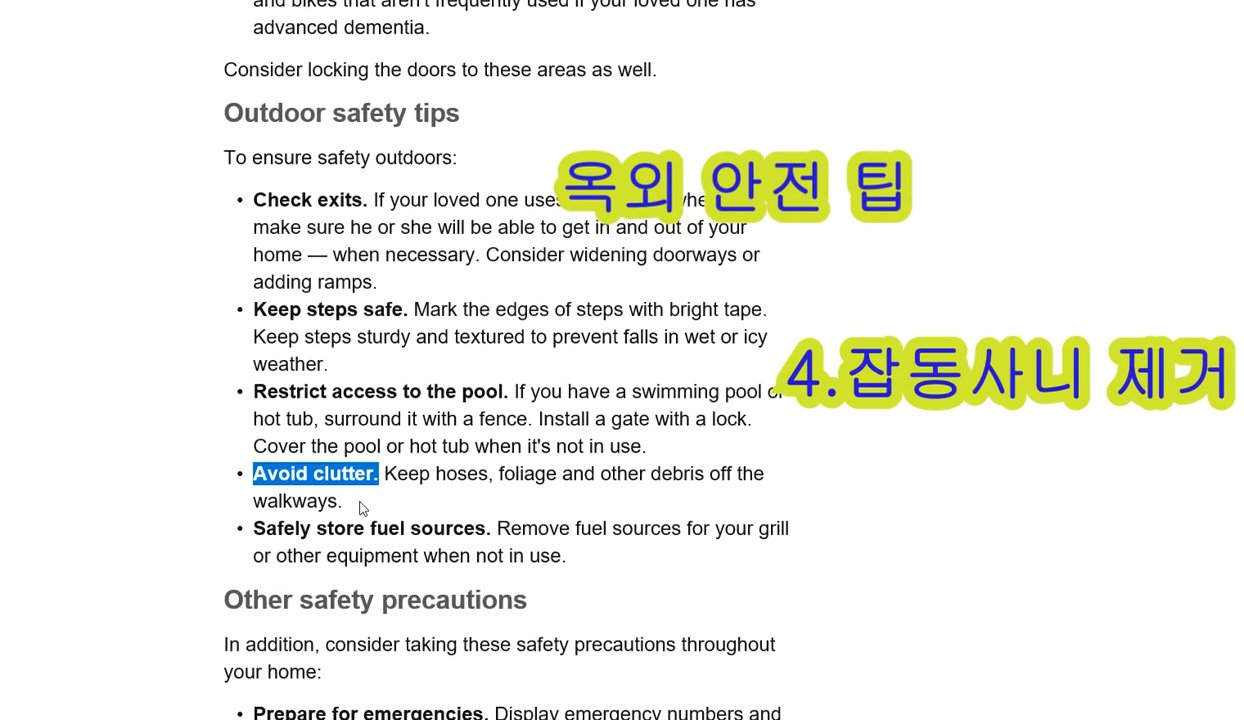 and bikes that aren't frequently used if your loved one has
advanced dementia.
Consider locking the doors to these areas as well.
Outdoor safety tips
To ensure safety outdoors:
옥외 안전 팁
• Check exits. If your loved one uses
make sure he or she will be able to get in and out of your
home — when necessary. Consider widening doorways or
adding ramps.
• Keep steps safe. Mark the edges of steps with bright tape.
Keep steps sturdy and textured to prevent falls in wet or icy
weather.
4.잡동사니 제거
• Restrict access to the pool. If you have a swimming pool or
hot tub, surround it with a fence. Install a gate with a lock.
Cover the pool or hot tub when it's not in use.
• Avoid clutter. Keep hoses, foliage and other debris off the
walkways.
• Safely store fuel sources. Remove fuel sources for your grill
or other equipment when not in use.
Other safety precautions
In addition, consider taking these safety precautions throughout
your home:
• Prepare for emergencies. Display emergency numbers and